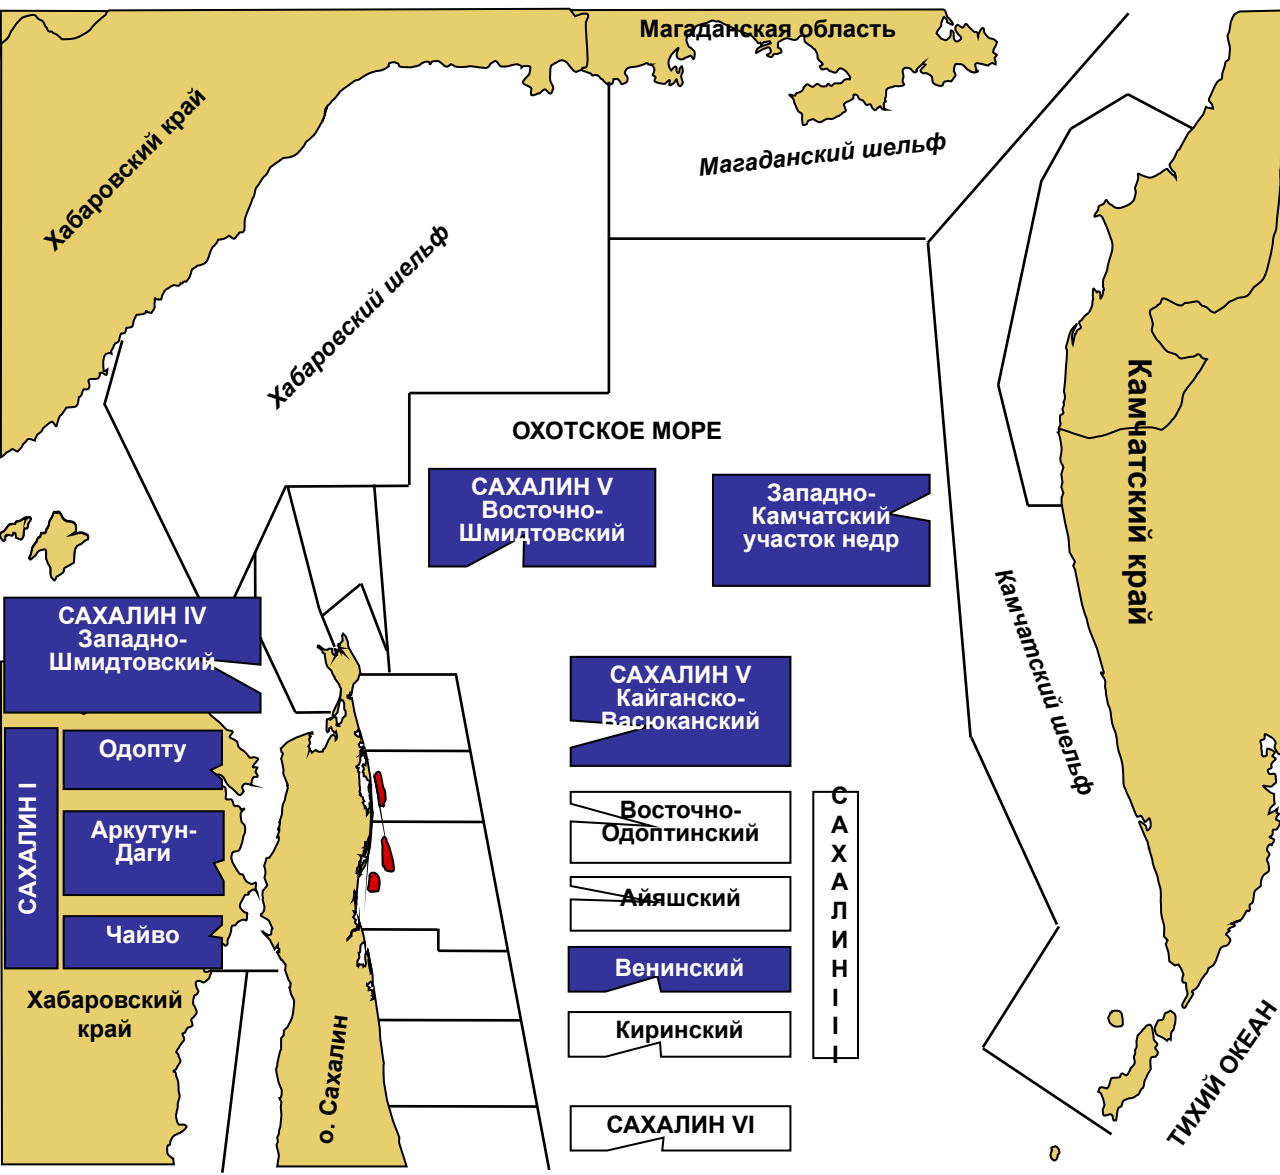 Магаданская область
Хабаровский край
Магаданский шельф
Хабаровский шельф
Камчатский край
ОХОТСКОЕ МОРЕ
САХАЛИН V
Восточно-
Шмидтовский
Западно-
Камчатский
участок недр
Камчатский шельф
САХАЛИН IV
Западно-
Шмидтовский
САХАЛИН V
Кайганско-
Васюканский
САХАЛИН I
Одопту
Аркутун-
Даги
Чайво
Восточно-
Одоптинский
Айяшский
Венинский
Киринский
САХАЛИН III
САХАЛИН VI
Хабаровский
край
о. Сахалин
ТИХИЙ ОКЕАН